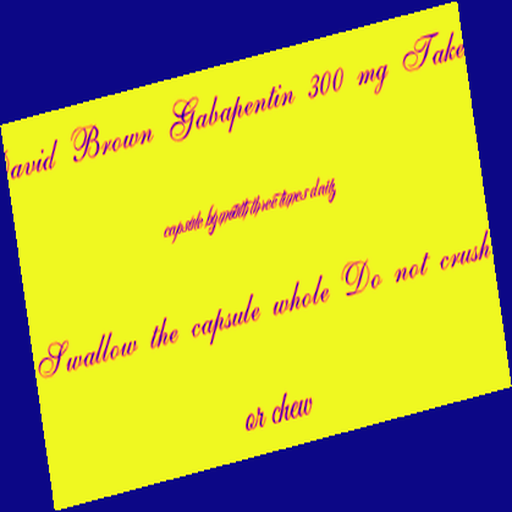 David Brown Gabapentin 300 mg Take
capsule by mouth three times daily
Swallow the capsule whole Do not crush
or chew